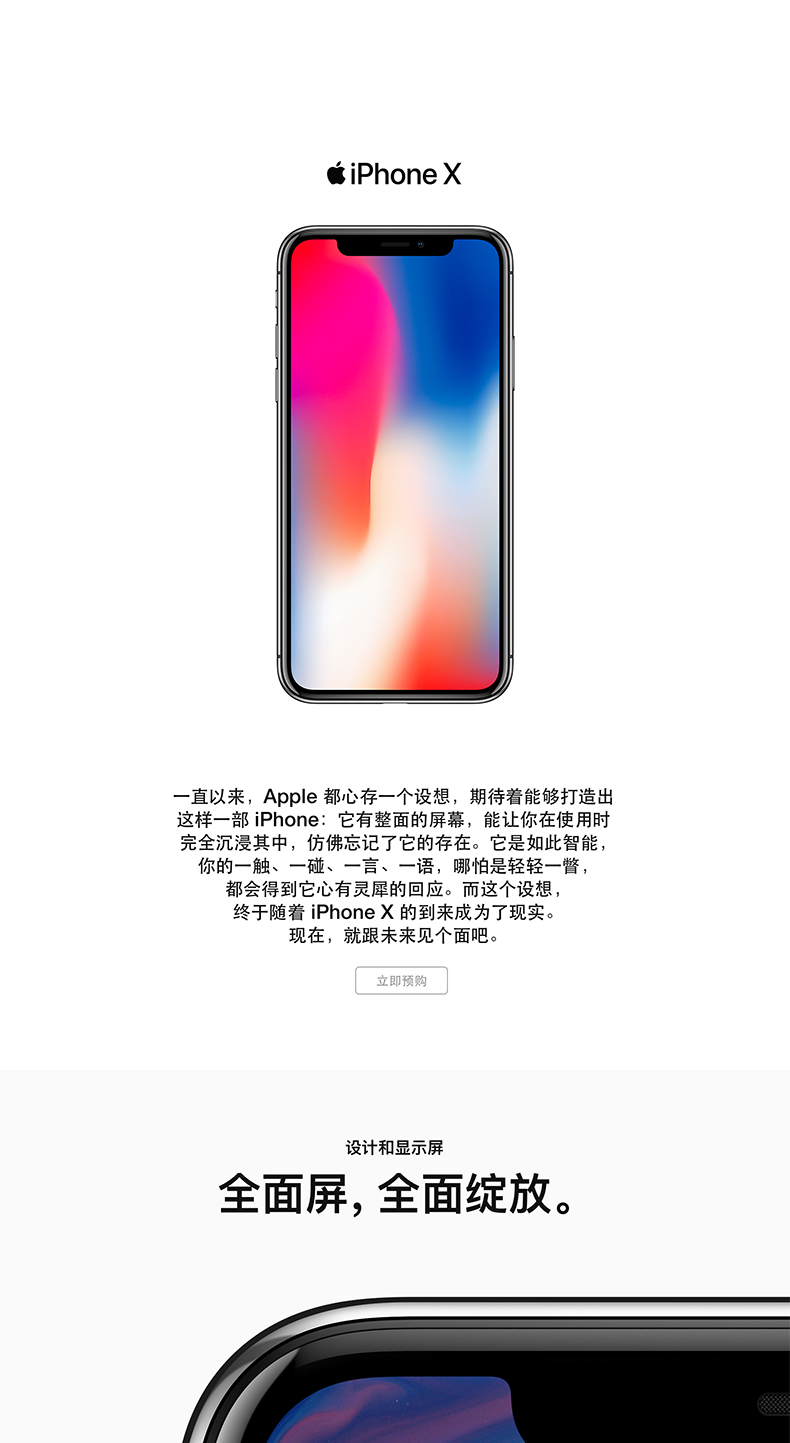 iPhone X
一直以来，Apple 都心存一个设想，期待着能够打造出
这样一部 iPhone：它有整面的屏幕，能让你在使用时
完全沉浸其中，仿佛忘记了它的存在。它是如此智能，
你的一触、一碰、一言、一语，哪怕是轻轻一瞥，
都会得到它心有灵犀的回应。而这个设想，
终于随着 iPhone X 的到来成为了现实。
现在，就跟未来见个面吧。
立即预购
设计和显示屏
全面屏，全面绽放。